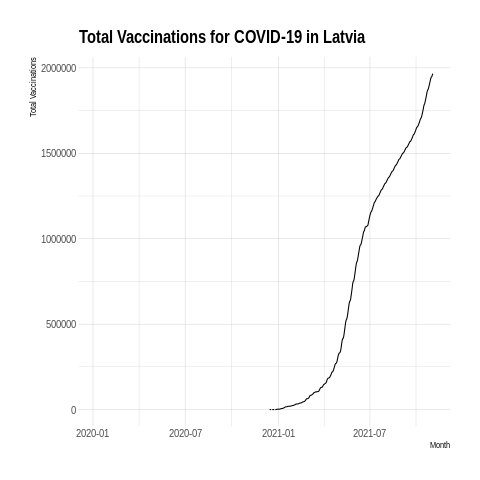 Total Vaccinations for COVID-19 in Latvia
Total Vaccinations
2000000
1500000
1000000
500000
0
2020-01 2020-07 2021-01 2021-07
Month